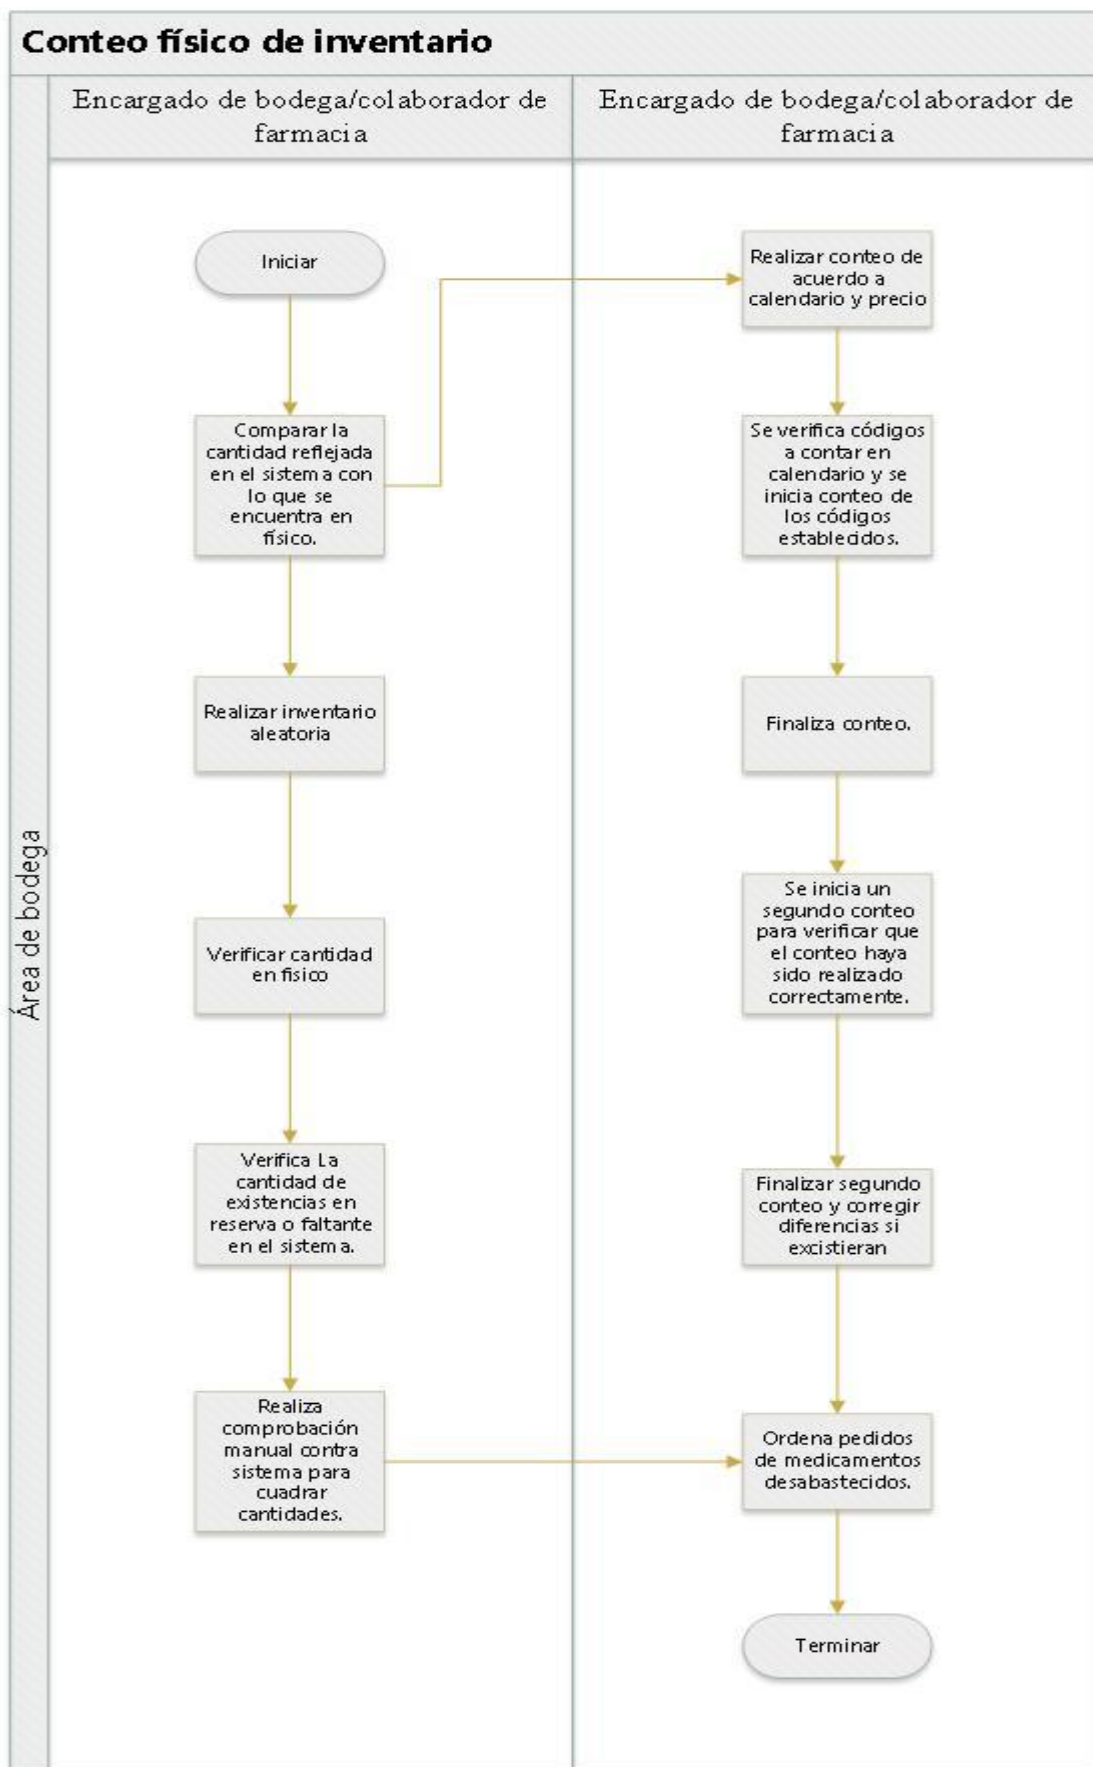 Conteo físico de inventario
Encargado de bodega/colaborador de
farmacia
Encargado de bodega/colaborador de
farmacia
Área de bodega
Iniciar
Comparar la
cantidad reflejada
en el sistema con
lo que se
encuentra en
físico.
Realizar inventario
aleatoria
Verificar cantidad
en fisico
Verifica La
cantidad de
existencias en
reserva o faltante
en el sistema.
Realiza
comprobación
manual contra
sistema para
cuadrar
cantidades.
Realizar conteo de
acuerdo a
calendario y precio
Se verifica códigos
a contar en
calendario y se
inicia conteo de
los códigos
establecidos.
Finaliza conteo.
Se inicia un
segundo conteo
para verificar que
el conteo haya
sido realizado
correctamente.
Finalizar segundo
conteo y corregir
diferencias si
excistieran
Ordena pedidos
de medicamentos
desabastecidos.
Terminar